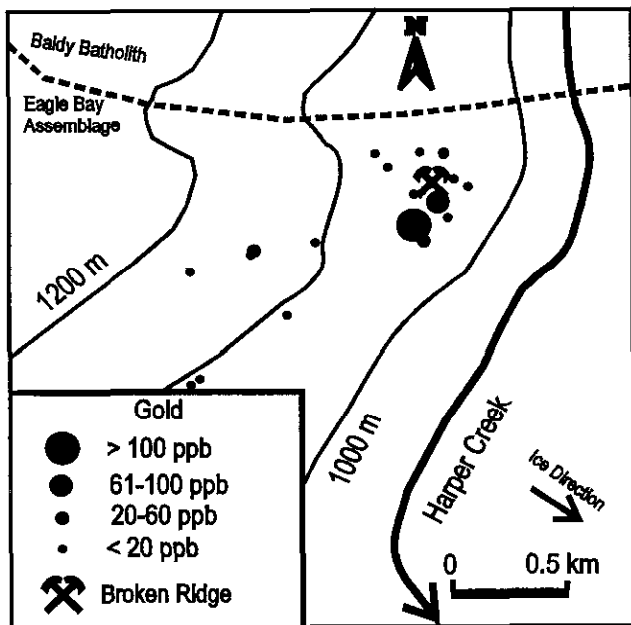 Baldy Batholith
N
Eagle Bay
Assemblage
1200 m
Gold
> 100 ppb
61-100 ppb
20-60 ppb
< 20 ppb
Broken Ridge
1000 m
Harper Creek
Ice Direction
0 0.5 km